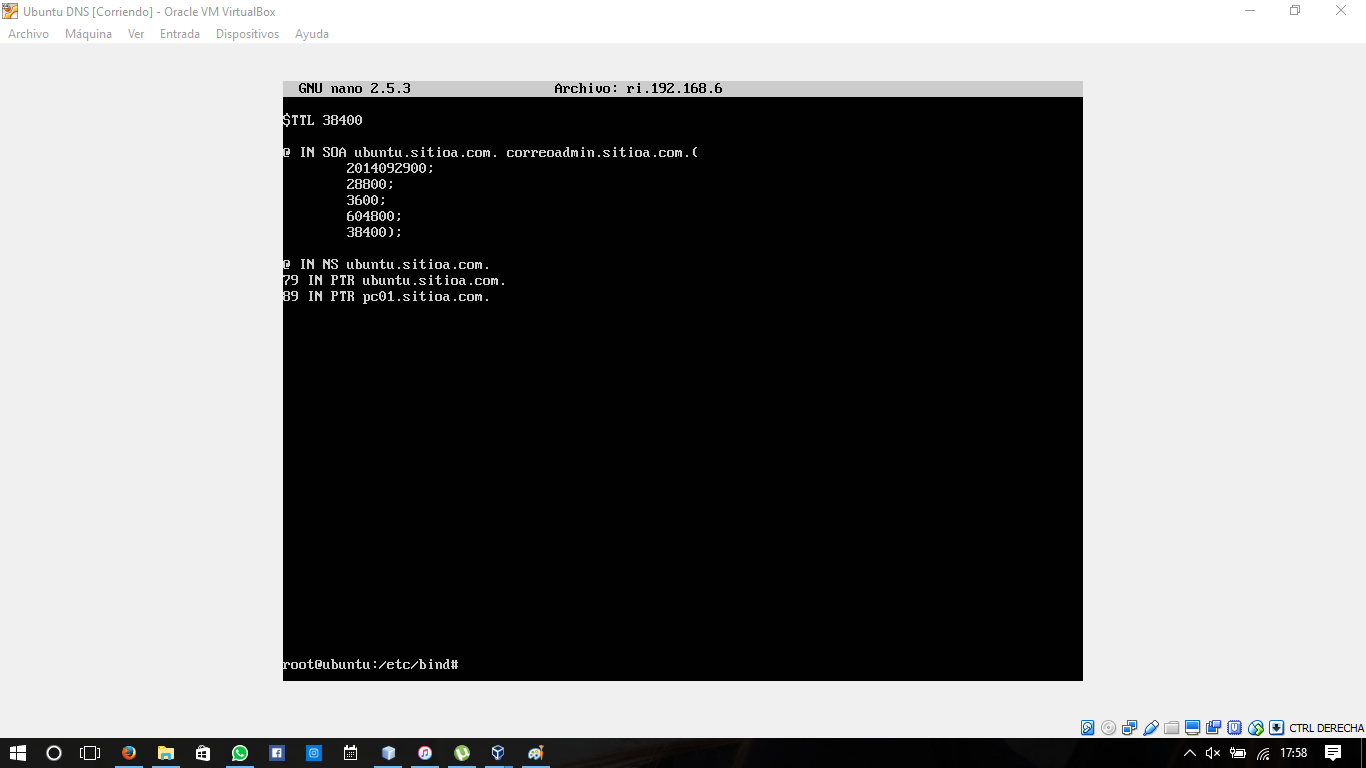 Ubuntu DNS [Corriendo] - Oracle VM VirtualBox
Archivo Máquina Ver Entrada Dispositivos Ayuda
GNU nano 2.5.3 Archivo: ri.192.168.6
$TTL 38400
@ IN SOA ubuntu.sitioa.com. correoadmin.sitioa.com.(
2014092900;
28800;
3600;
604800;
38400);
@ IN NS ubuntu.sitioa.com.
79 IN PTR ubuntu.sitioa.com.
89 IN PTR pc01.sitioa.com.
root@ubuntu:/etc/bind#
CTRL DERECHA
17:58